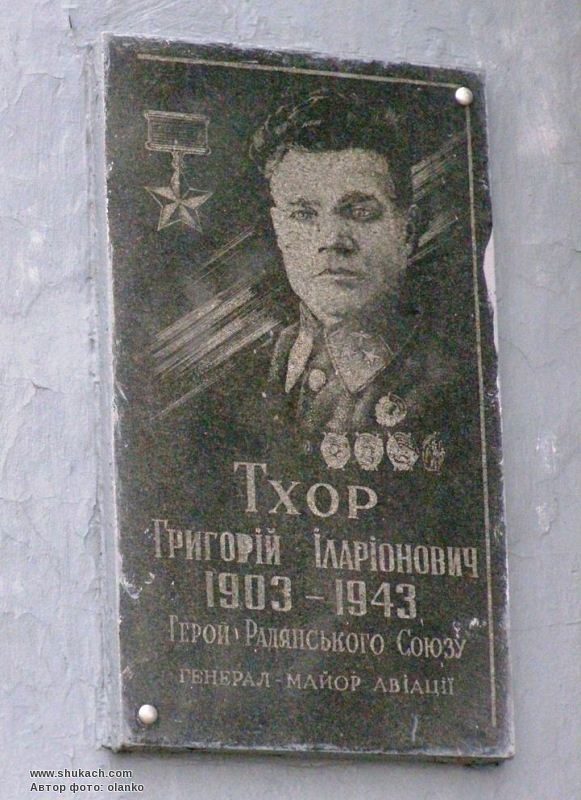 Тхор
Григорій Іларіонович
1903 – 1943
Герой Радянського Союзу
генерал - майор авіації
www.shukach.com
Автор фото: olanko